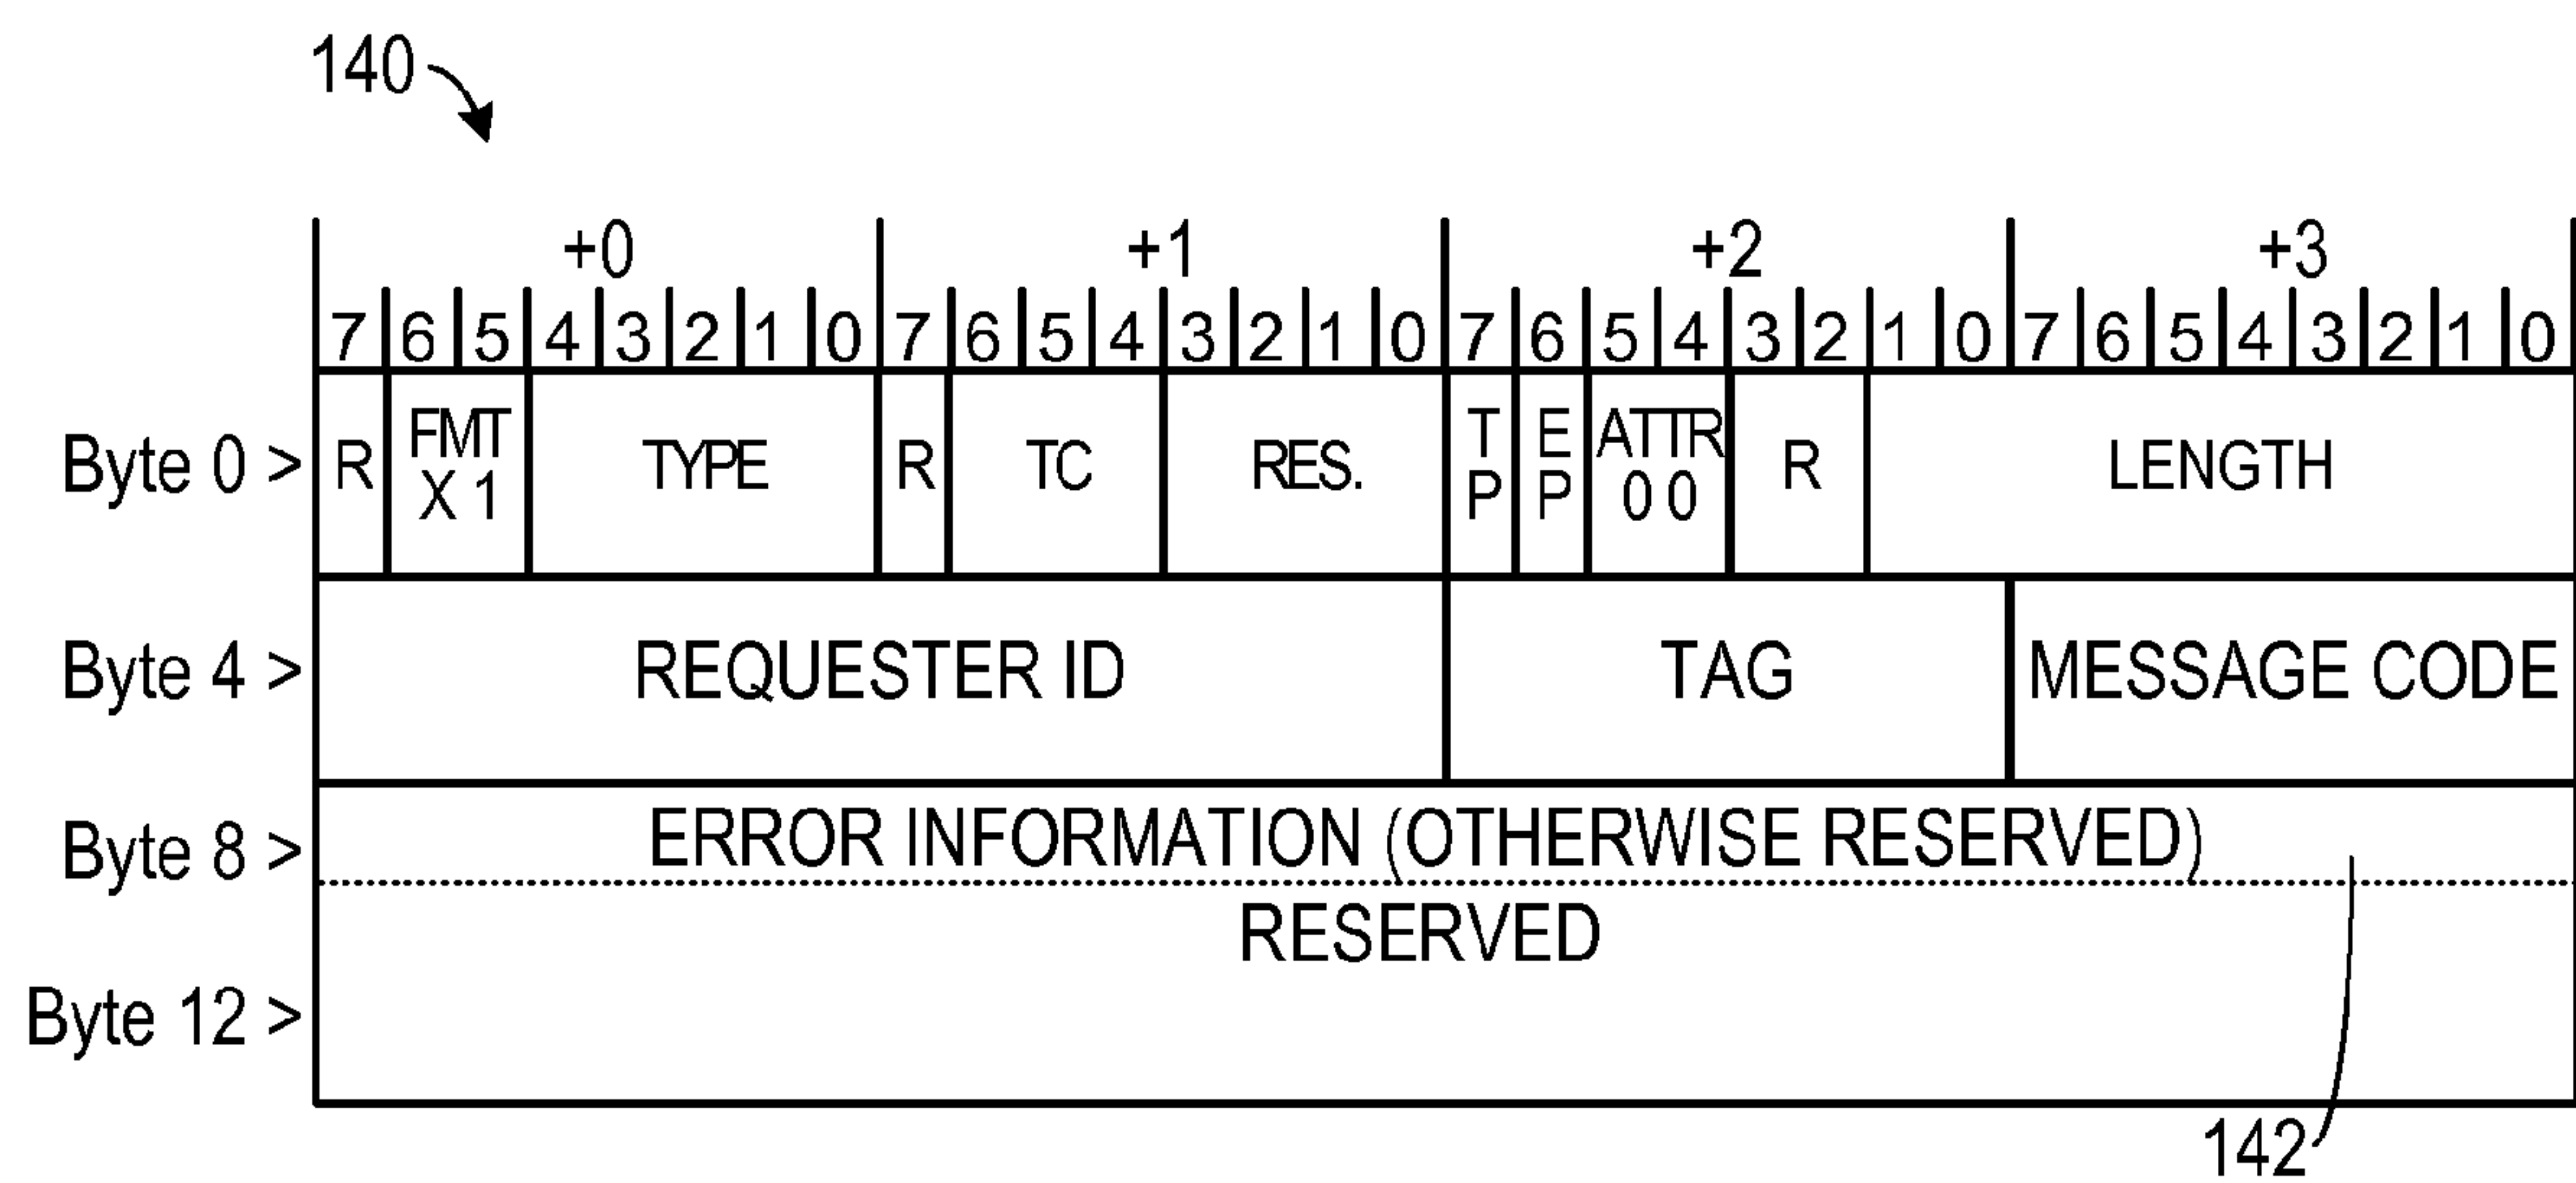 140
+0 +1 +2 +3
7 6 5 4 3 2 1 0 7 6 5 4 3 2 1 0 7 6 5 4 3 2 1 0 7 6 5 4 3 2 1 0
Byte 0 > R FMT X 1 TYPE R TC RES. TP EP ATTR 0 0 R LENGTH
Byte 4 > REQUESTER ID TAG MESSAGE CODE
Byte 8 > ERROR INFORMATION (OTHERWISE RESERVED)
RESERVED
Byte 12 >
142